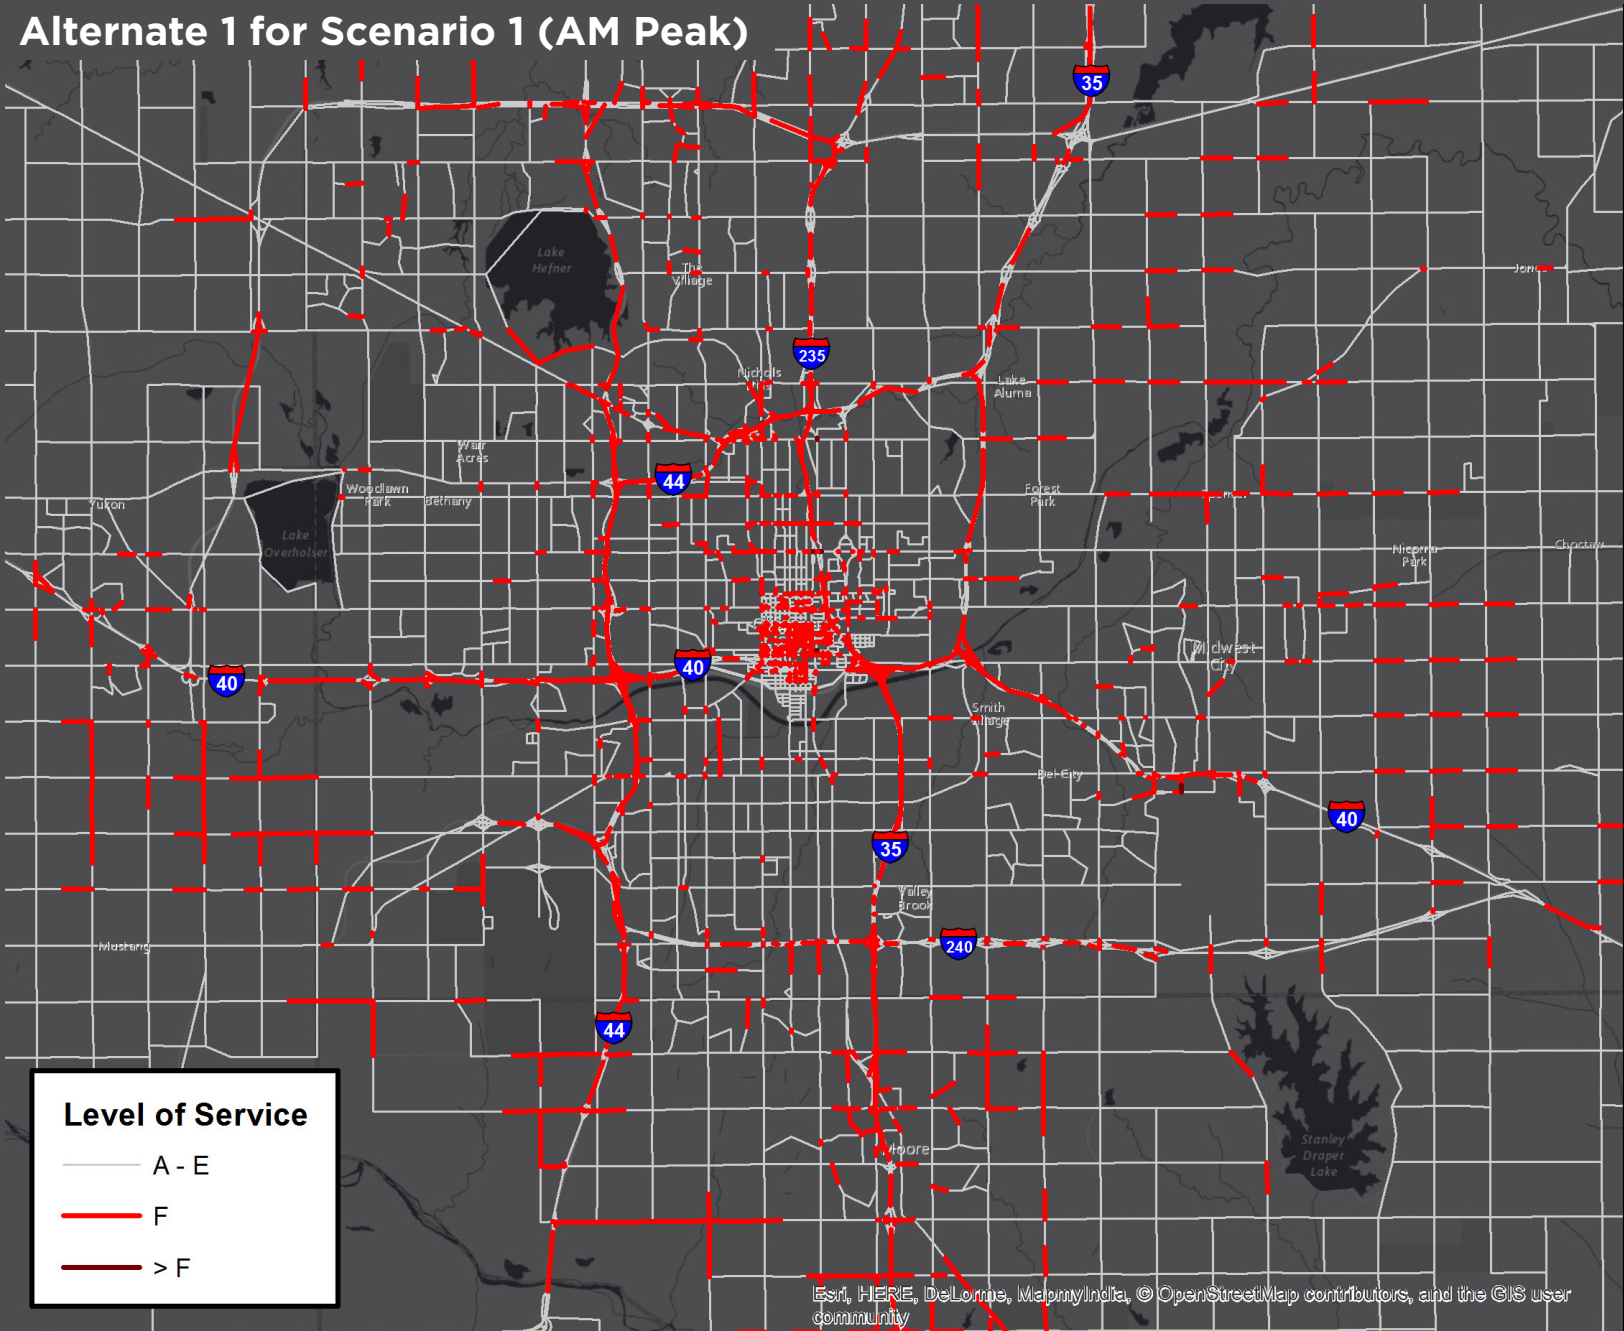 Alternate 1 for Scenario 1 (AM Peak)
35
Lake
Hefner
The
Village
Jones
235
Nichols
Hills
Lake
Aluma
Warr
Acres
44
Woodlawn
Park
Bethany
Yukon
Forest
Park
Lake
Overholser
Nicoma
Park
Choctaw
Midwest
City
40
40
Smith
Village
Del City
40
35
Valley
Brook
240
Mustang
44
Moore
Stanley
Draper
Lake
Level of Service
A - E
F
> F
Esri, HERE, DeLorme, MapmyIndia, © OpenStreetMap contributors, and the GIS user
community